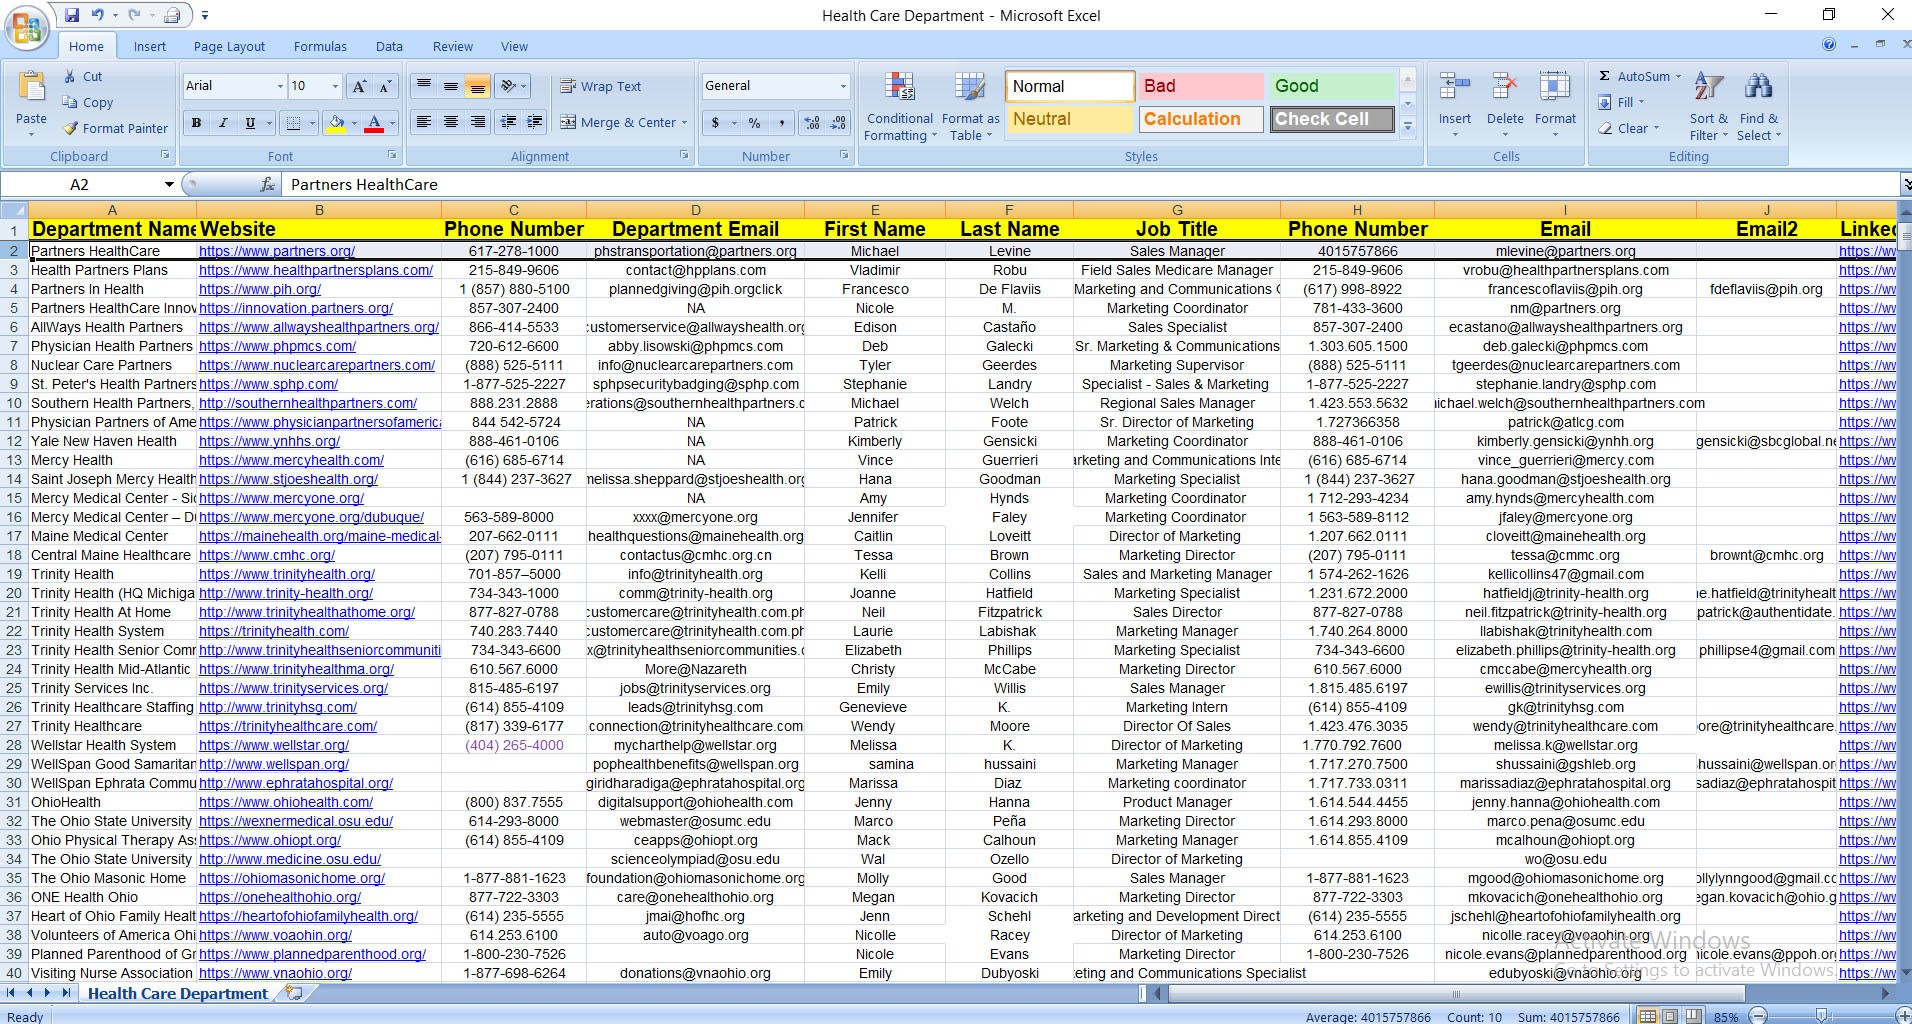 Health Care Department - Microsoft Excel
Home Insert Page Layout Formulas Data Review View
Paste Cut Copy Format Painter Clipboard
Arial 10 B I U Font
Wrap Text Merge & Center Alignment
General $ % , Number
Conditional Formatting Format as Table Normal Bad Good Neutral Calculation Check Cell Styles
Insert Delete Format Cells
AutoSum Fill Clear Sort & Filter Find & Select Editing
A2 fx Partners HealthCare
A B C D E F G H I J
1 Department Name Website Phone Number Department Email First Name Last Name Job Title Phone Number Email Email2 Linke
2 Partners HealthCare https://www.partners.org/ 617-278-1000 phstransportation@partners.org Michael Levine Sales Manager 4015757866 mlevine@partners.org https://ww
3 Health Partners Plans https://www.healthpartnersplans.com/ 215-849-9606 contact@hpplans.com Vladimir Robu Field Sales Medicare Manager 215-849-9606 vrobu@healthpartnersplans.com https://ww
4 Partners In Health https://www.pih.org/ 1 (857) 880-5100 plannedgiving@pih.orgclick Francesco De Flaviis Marketing and Communications (617) 998-8922 francescoflaviis@pih.org fdeflaviis@pih.org https://ww
5 Partners HealthCare Innov https://innovation.partners.org/ 857-307-2400 NA Nicole M. Marketing Coordinator 781-433-3600 nm@partners.org https://ww
6 AllWays Health Partners https://www.allwayshealthpartners.org/ 866-414-5533 customerservice@allwayshealth.org Edison Castaño Sales Specialist 857-307-2400 ecastano@allwayshealthpartners.org https://ww
7 Physician Health Partners https://www.phpmcs.com/ 720-612-6600 abby.lisowski@phpmcs.com Deb Galecki Sr. Marketing & Communications 1.303.605.1500 deb.galecki@phpmcs.com https://ww
8 Nuclear Care Partners https://www.nuclearcarepartners.com/ (888) 525-5111 info@nuclearcarepartners.com Tyler Geerdes Marketing Supervisor (888) 525-5111 tgeerdes@nuclearcarepartners.com https://ww
9 St. Peter's Health Partners https://www.sphp.com/ 1-877-525-2227 sphpsecuritybadging@sphp.com Stephanie Landry Specialist - Sales & Marketing 1-877-525-2227 stephanie.landry@sphp.com https://ww
10 Southern Health Partners, http://southernhealthpartners.com/ 888.231.2888 erations@southernhealthpartners.c Michael Welch Regional Sales Manager 1.423.553.5632 ichael.welch@southernhealthpartners.com https://ww
11 Physician Partners of Ame https://www.physicianpartnersofameric 844 542-5724 NA Patrick Foote Sr. Director of Marketing 1.727366358 patrick@atlcg.com https://ww
12 Yale New Haven Health https://www.ynhhs.org/ 888-461-0106 NA Kimberly Gensicki Marketing Coordinator 888-461-0106 kimberly.gensicki@ynhh.org gensicki@sbcglobal.ne https://ww
13 Mercy Health https://www.mercyhealth.com/ (616) 685-6714 NA Vince Guerrieri rketing and Communications Inte (616) 685-6714 vince_guerrieri@mercy.com https://ww
14 Saint Joseph Mercy Health https://www.stjoeshealth.org/ 1 (844) 237-3627 melissa.sheppard@stjoeshealth.org Hana Goodman Marketing Specialist 1 (844) 237-3627 hana.goodman@stjoeshealth.org https://ww
15 Mercy Medical Center - Sio https://www.mercyone.org/ NA Amy Hynds Marketing Coordinator 1 712-293-4234 amy.hynds@mercyhealth.com https://ww
16 Mercy Medical Center – D https://www.mercyone.org/dubuque/ 563-589-8000 xxxx@mercyone.org Jennifer Faley Marketing Coordinator 1 563-589-8112 jfaley@mercyone.org https://ww
17 Maine Medical Center https://mainehealth.org/maine-medical- 207-662-0111 healthquestions@mainehealth.org Caitlin Loveitt Director of Marketing 1.207.662.0111 cloveitt@mainehealth.org https://ww
18 Central Maine Healthcare https://www.cmhc.org/ (207) 795-0111 contactus@cmhc.org.cn Tessa Brown Marketing Director (207) 795-0111 tessa@cmmc.org brownt@cmhc.org https://ww
19 Trinity Health https://www.trinityhealth.org/ 701-857–5000 info@trinityhealth.org Kelli Collins Sales and Marketing Manager 1 574-262-1626 kellicollins47@gmail.com https://ww
20 Trinity Health (HQ Michiga http://www.trinity-health.org/ 734-343-1000 comm@trinity-health.org Joanne Hatfield Marketing Specialist 1.231.672.2000 hatfieldj@trinity-health.org e.hatfield@trinityhealt https://ww
21 Trinity Health At Home http://www.trinityhealthathome.org/ 877-827-0788 customercare@trinityhealth.com.ph Neil Fitzpatrick Sales Director 877-827-0788 neil.fitzpatrick@trinity-health.org patrick@authentidate. https://ww
22 Trinity Health System https://trinityhealth.com/ 740.283.7440 customercare@trinityhealth.com.ph Laurie Labishak Marketing Manager 1.740.264.8000 llabishak@trinityhealth.com https://ww
23 Trinity Health Senior Comm http://www.trinityhealthseniorcommuniti 734-343-6600 x@trinityhealthseniorcommunities.c Elizabeth Phillips Marketing Specialist 734-343-6600 elizabeth.phillips@trinity-health.org phillipse4@gmail.com https://ww
24 Trinity Health Mid-Atlantic https://www.trinityhealthma.org/ 610.567.6000 More@Nazareth Christy McCabe Marketing Director 610.567.6000 cmccabe@mercyhealth.org https://ww
25 Trinity Services Inc. https://www.trinityservices.org/ 815-485-6197 jobs@trinityservices.org Emily Willis Sales Manager 1.815.485.6197 ewillis@trinityservices.org https://ww
26 Trinity Healthcare Staffing http://www.trinityhsg.com/ (614) 855-4109 leads@trinityhsg.com Genevieve K. Marketing Intern (614) 855-4109 gk@trinityhsg.com https://ww
27 Trinity Healthcare https://trinityhealthcare.com/ (817) 339-6177 connection@trinityhealthcare.com Wendy Moore Director Of Sales 1.423.476.3035 wendy@trinityhealthcare.com ore@trinityhealthcare. https://ww
28 Wellstar Health System https://www.wellstar.org/ (404) 265-4000 mycharthelp@wellstar.org Melissa K. Director of Marketing 1.770.792.7600 melissa.k@wellstar.org https://ww
29 WellSpan Good Samaritan http://www.wellspan.org/ pophealthbenefits@wellspan.org samina hussaini Marketing Manager 1.717.270.7500 shussaini@gshleb.org hussaini@wellspan.or https://ww
30 WellSpan Ephrata Commu http://www.ephratahospital.org/ giridharadiga@ephratahospital.org Marissa Diaz Marketing coordinator 1.717.733.0311 marissadiaz@ephratahospital.org sadiaz@ephratahospit https://ww
31 OhioHealth https://www.ohiohealth.com/ (800) 837.7555 digitalsupport@ohiohealth.com Jenny Hanna Product Manager 1.614.544.4455 jenny.hanna@ohiohealth.com https://ww
32 The Ohio State University https://wexnermedical.osu.edu/ 614-293-8000 webmaster@osumc.edu Marco Peña Marketing Director 1.614.293.8000 marco.pena@osumc.edu https://ww
33 Ohio Physical Therapy As https://www.ohiopt.org/ (614) 855-4109 ceapps@ohiopt.org Mack Calhoun Marketing Manager 1.614.855.4109 mcalhoun@ohiopt.org https://ww
34 The Ohio State University http://www.medicine.osu.edu/ scienceolympiad@osu.edu Wal Ozello Director of Marketing wo@osu.edu https://ww
35 The Ohio Masonic Home https://ohiomasonichome.org/ 1-877-881-1623 foundation@ohiomasonichome.org Molly Good Sales Manager 1-877-881-1623 mgood@ohiomasonichome.org ollylynngood@gmail.cc https://ww
36 ONE Health Ohio https://onehealthohio.org/ 877-722-3303 care@onehealthohio.org Megan Kovacich Marketing Director 877-722-3303 mkovacich@onehealthohio.org egan.kovacich@ohio.g https://ww
37 Heart of Ohio Family Healt https://heartofohiofamilyhealth.org/ (614) 235-5555 jmai@hofhc.org Jenn Schehl arketing and Development Direct (614) 235-5555 jschehl@heartofohiofamilyhealth.org https://ww
38 Volunteers of America Ohi https://www.voaohin.org/ 614.253.6100 auto@voago.org Nicolle Racey Director of Marketing 614.253.6100 nicolle.racey@voaohin.org https://ww
39 Planned Parenthood of Gr https://www.plannedparenthood.org/ 1-800-230-7526 Nicole Evans Marketing Director 1-800-230-7526 nicole.evans@plannedparenthood.org nicole.evans@ppoh.org https://ww
40 Visiting Nurse Association https://www.vnaohio.org/ 1-877-698-6264 donations@vnaohio.org Emily Dubyoski eting and Communications Specialist edubyoski@vnaohio.org https://ww
Activate Windows
Go to Settings to activate Windows.
Health Care Department
Ready Average: 4015757866 Count: 10 Sum: 4015757866 85%